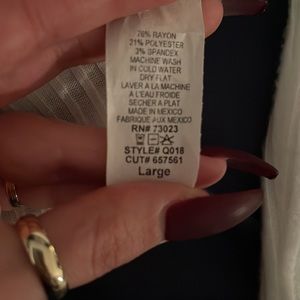 76% RAYON
21% POLYESTER
3% SPANDEX
MACHINE WASH
IN COLD WATER
DRY FLAT
LAVER A LA MACHINE
A L'EAU FROIDE
SECHER A PLAT
MADE IN MEXICO
FABRIQUE AUX MEXICO
RN# 73023
STYLE# Q018
CUT# 657561
Large